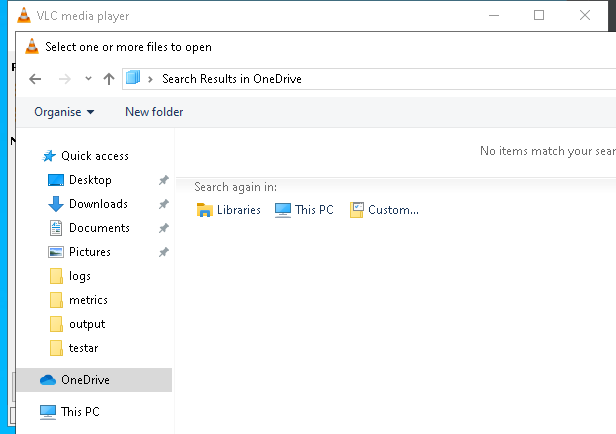 VLC media player
Select one or more files to open
Search Results in OneDrive
Organise New folder
No items match your sear
Quick access
Desktop
Downloads
Documents
Pictures
logs
metrics
output
testar
OneDrive
This PC
Search again in:
Libraries This PC Custom...